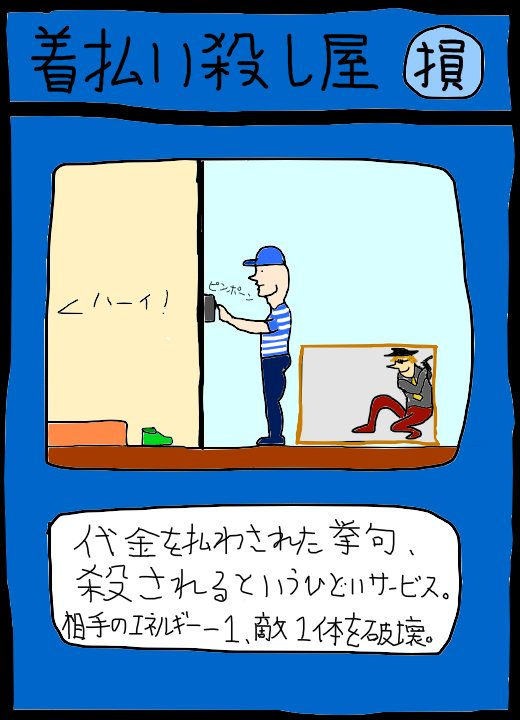 着払い殺し屋 損
ピンポーン
<ハーイ!
代金を払わされた挙句、
殺されるというひどいサービス。
相手のエネルギー-1、敵1体を破壊。